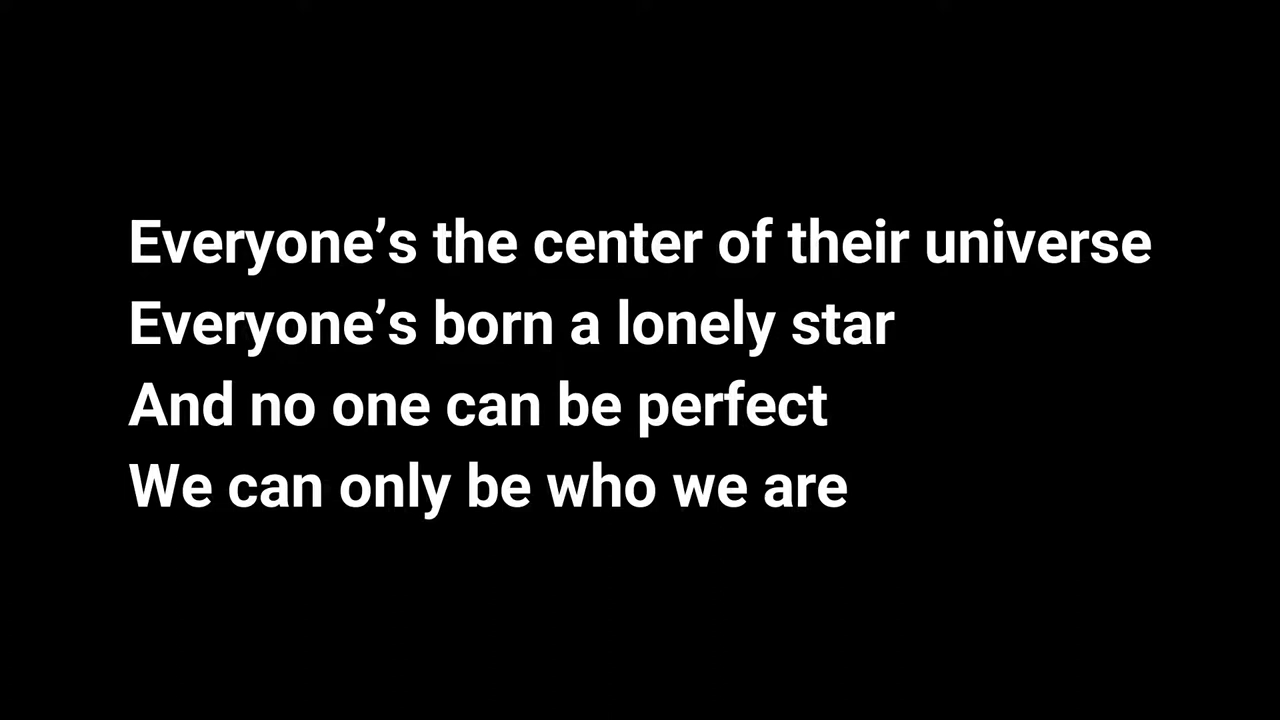 Everyone’s the center of their universe
Everyone’s born a lonely star
And no one can be perfect
We can only be who we are